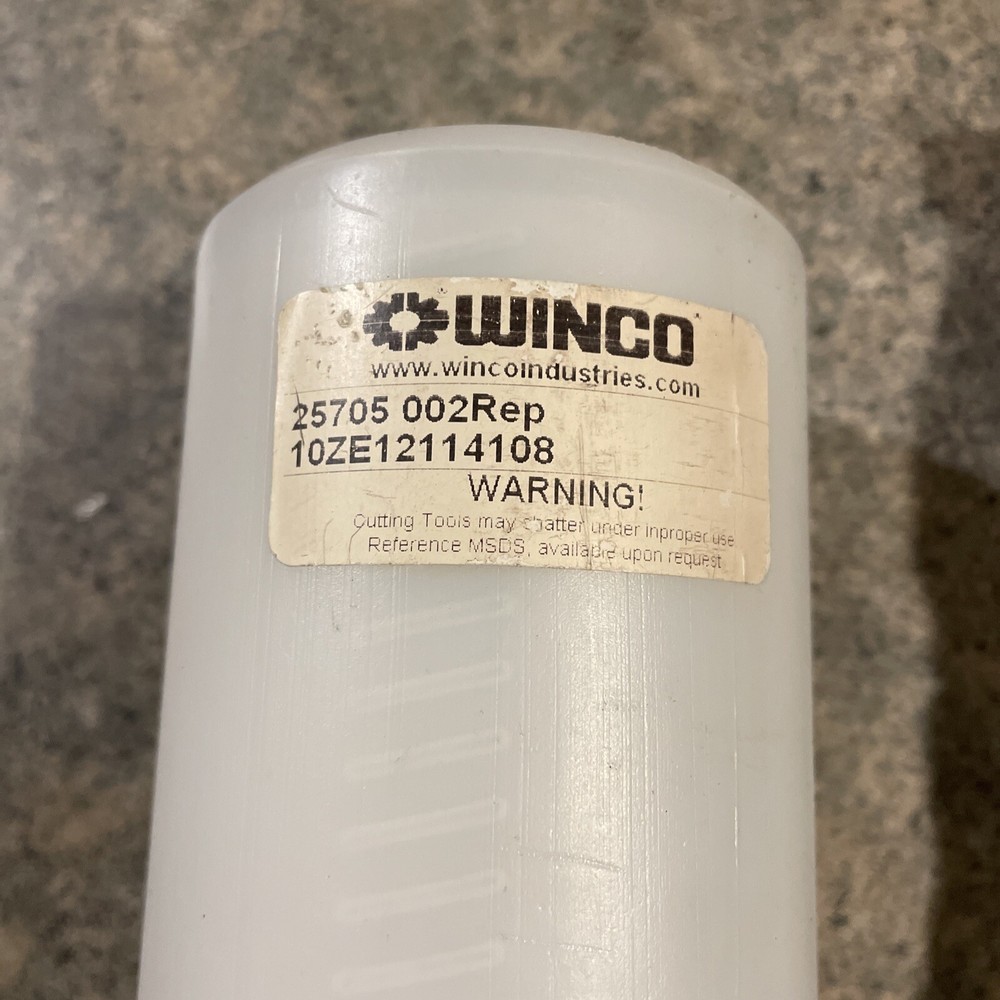 WINCO
www.wincoindustries.com
25705 002Rep
10ZE12114108
WARNING!
Cutting Tools may shatter under inproper use
Reference MSDS, available upon request